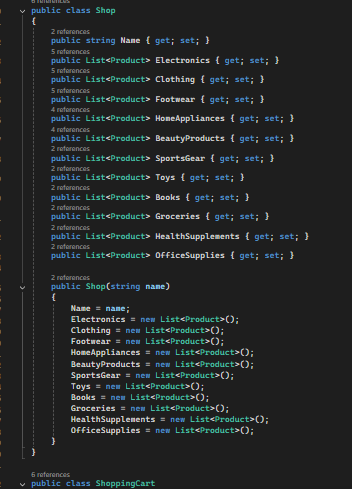 6 references
public class Shop
{
2 references
public string Name { get; set; }
5 references
public List<Product> Electronics { get; set; }
5 references
public List<Product> Clothing { get; set; }
5 references
public List<Product> Footwear { get; set; }
4 references
public List<Product> HomeAppliances { get; set; }
4 references
public List<Product> BeautyProducts { get; set; }
2 references
public List<Product> SportsGear { get; set; }
2 references
public List<Product> Toys { get; set; }
2 references
public List<Product> Books { get; set; }
2 references
public List<Product> Groceries { get; set; }
2 references
public List<Product> HealthSupplements { get; set; }
2 references
public List<Product> OfficeSupplies { get; set; }
2 references
public Shop(string name)
{
Name = name;
Electronics = new List<Product>();
Clothing = new List<Product>();
Footwear = new List<Product>();
HomeAppliances = new List<Product>();
BeautyProducts = new List<Product>();
SportsGear = new List<Product>();
Toys = new List<Product>();
Books = new List<Product>();
Groceries = new List<Product>();
HealthSupplements = new List<Product>();
OfficeSupplies = new List<Product>();
}
}
6 references
public class ShoppingCart